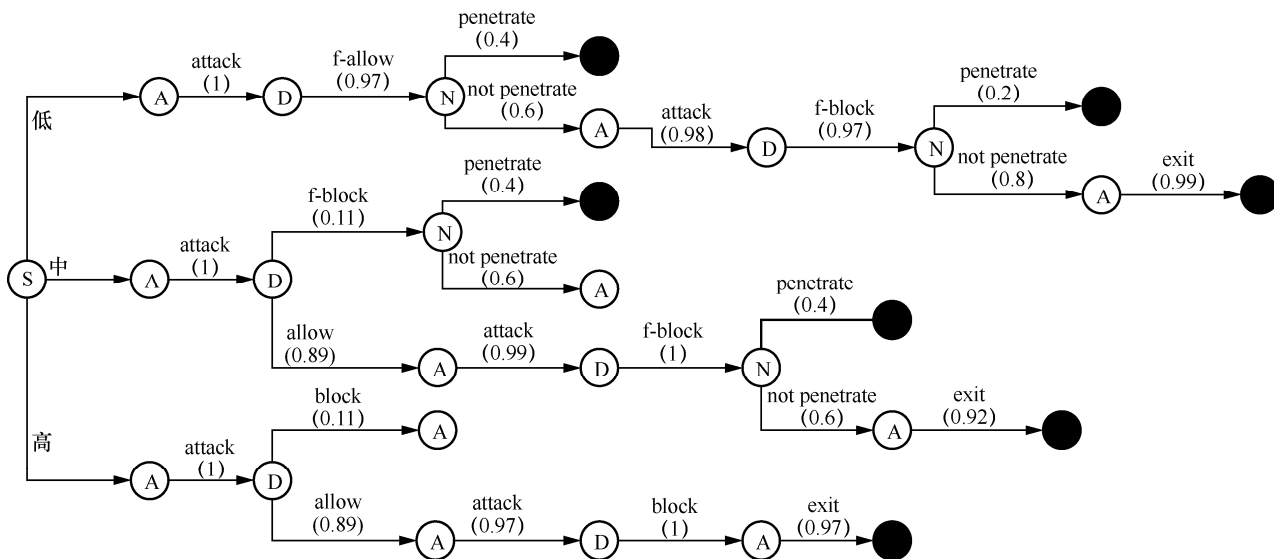 penetrate
(0.4)
attack
(1)
f-allow
(0.97)
A
D
N
not penetrate
(0.6)
A
attack
(0.98)
D
f-block
(0.97)
N
penetrate
(0.2)
not penetrate
(0.8)
A
exit
(0.99)
低
S
中
attack
(1)
A
D
f-block
(0.11)
N
penetrate
(0.4)
not penetrate
(0.6)
A
allow
(0.89)
A
attack
(0.99)
D
f-block
(1)
N
penetrate
(0.4)
not penetrate
(0.6)
A
exit
(0.92)
高
attack
(1)
A
D
block
(0.11)
A
allow
(0.89)
A
attack
(0.97)
D
block
(1)
A
exit
(0.97)